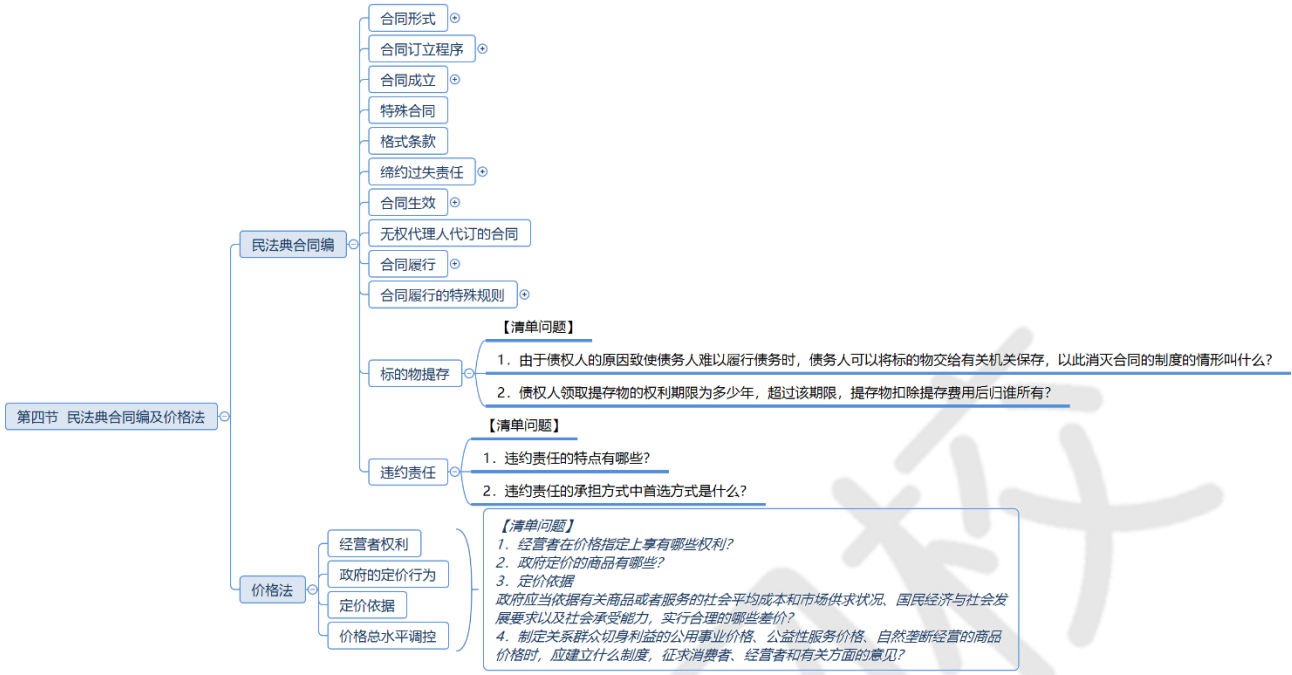 第四节 民法典合同编及价格法
民法典合同编
合同形式
合同订立程序
合同成立
特殊合同
格式条款
缔约过失责任
合同生效
无权代理人代订的合同
合同履行
合同履行的特殊规则
标的物提存
【清单问题】
1. 由于债权人的原因致使债务人难以履行债务时，债务人可以将标的物交给有关机关保存，以此消灭合同的制度的情形叫什么？
2. 债权人领取提存物的权利期限为多少年，超过该期限，提存物扣除提存费用后归谁所有？
违约责任
【清单问题】
1. 违约责任的特点有哪些？
2. 违约责任的承担方式中首选方式是什么？
价格法
经营者权利
政府的定价行为
定价依据
价格总水平调控
【清单问题】
1. 经营者在价格指定上享有哪些权利？
2. 政府定价的商品有哪些？
3. 定价依据
政府应当依据有关商品或者服务的社会平均成本和市场供求状况、国民经济与社会发
展要求以及社会承受能力，实行合理的哪些差价？
4. 制定关系群众切身利益的公用事业价格、公益性服务价格、自然垄断经营的商品
价格时，应建立什么制度，征求消费者、经营者和有关方面的意见？
校